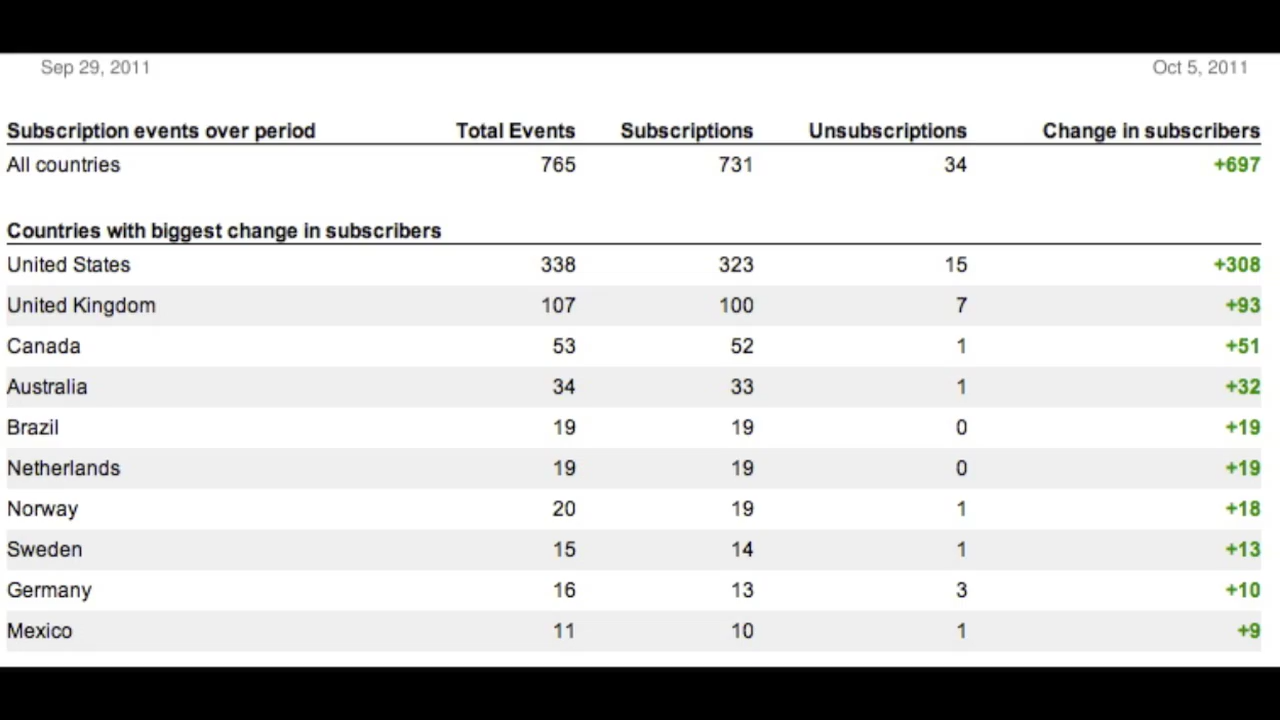 Sep 29, 2011 Oct 5, 2011
Subscription events over period Total Events Subscriptions Unsubscriptions Change in subscribers
All countries 765 731 34 +697
Countries with biggest change in subscribers
United States 338 323 15 +308
United Kingdom 107 100 7 +93
Canada 53 52 1 +51
Australia 34 33 1 +32
Brazil 19 19 0 +19
Netherlands 19 19 0 +19
Norway 20 19 1 +18
Sweden 15 14 1 +13
Germany 16 13 3 +10
Mexico 11 10 1 +9